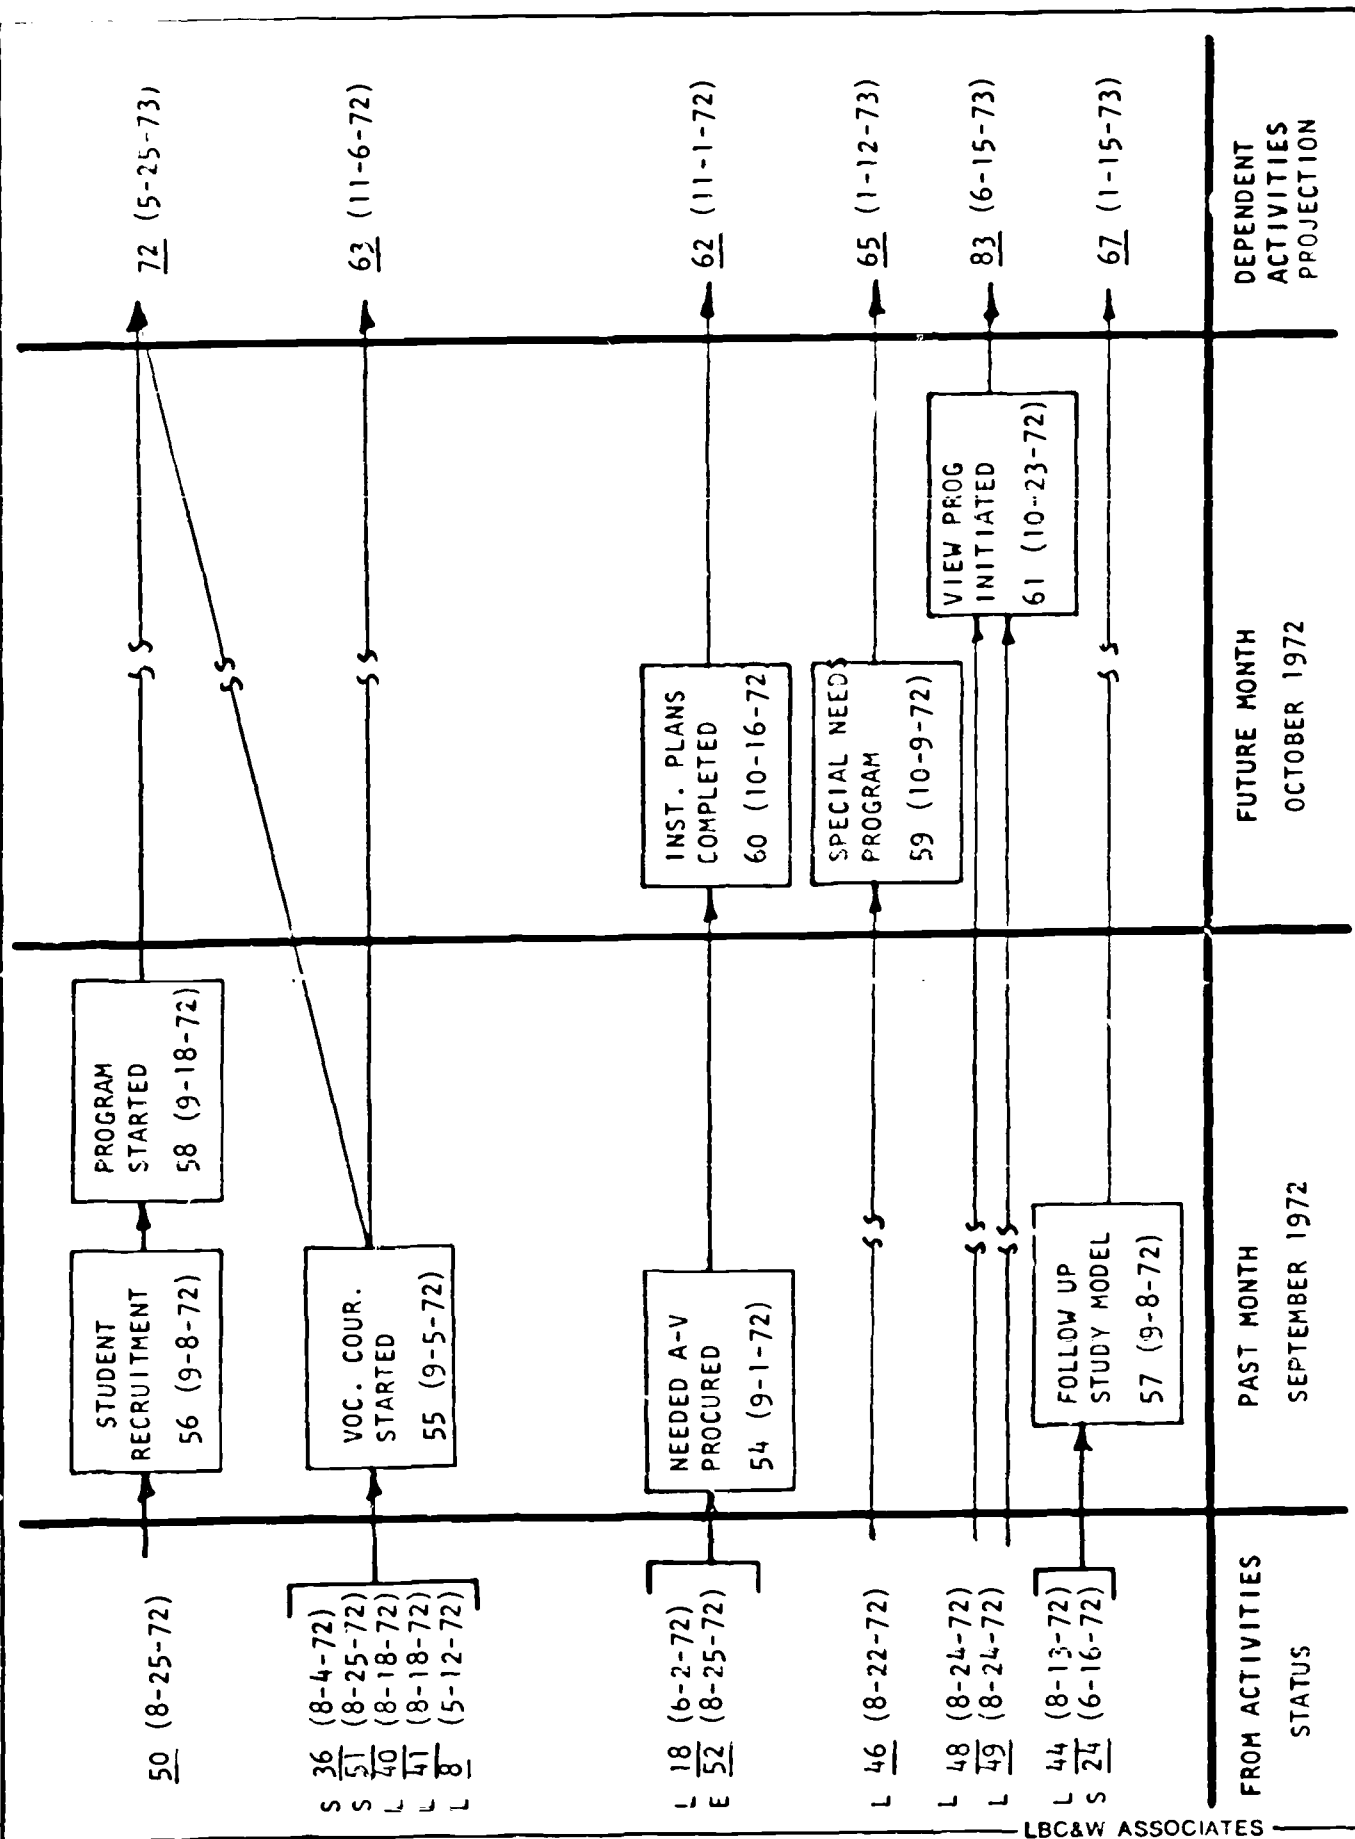 50 (8-25-72)
STUDENT
RECRUITMENT
56 (9-8-72)
PROGRAM
STARTED
58 (9-18-72)
72 (5-25-73)
S 36 (8-4-72)
S 51 (8-25-72)
L 40 (8-18-72)
L 41 (8-18-72)
L 8 (5-12-72)
VOC. COUR.
STARTED
55 (9-5-72)
63 (11-6-72)
L 18 (6-2-72)
E 52 (8-25-72)
NEEDED A-V
PROCURED
54 (9-1-72)
INST. PLANS
COMPLETED
60 (10-16-72
62 (11-1-72)
L 46 (8-22-72)
SPECIAL NEEDS
PROGRAM
59 (10-9-72)
65 (1-12-73)
L 48 (8-24-72)
L 49 (8-24-72)
VIEW PROG
INITIATED
61 (10-23-72)
83 (6-15-73)
L 44 (8-13-72)
S 24 (6-16-72)
FOLLOW UP
STUDY MODEL
57 (9-8-72)
67 (1-15-73)
FROM ACTIVITIES
STATUS
PAST MONTH
SEPTEMBER 1972
FUTURE MONTH
OCTOBER 1972
DEPENDENT
ACTIVITIES
PROJECTION
LBC&W ASSOCIATES